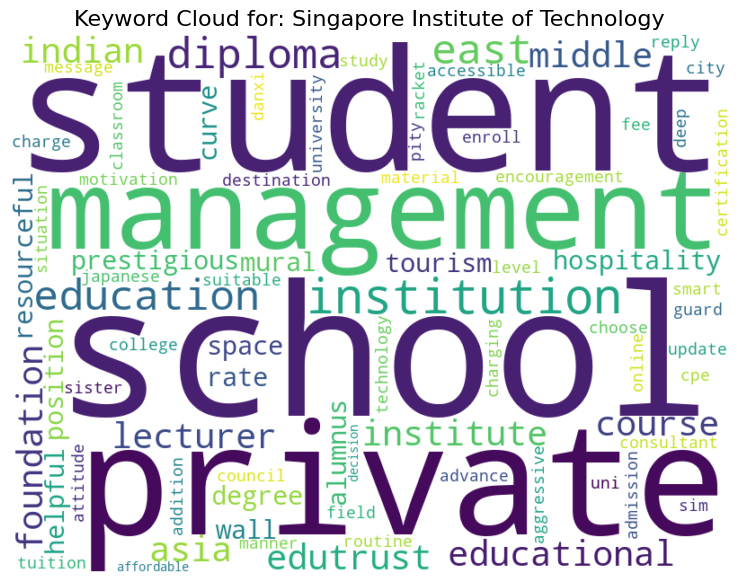 Keyword Cloud for: Singapore Institute of Technology
indian
diploma
east
middle
reply
city
message
study
accessible
student
charge
classroom
curve
danxi
university
pity
racket
enroll
fee
deep
certification
motivation
destination
material
encouragement
management
resourceful
situation
prestigious
mural
tourism
level
hospitality
japanese
suitable
education
institution
smart
guard
school
college
space
rate
sister
technology
charging
choose
online
update
cpe
foundation
position
helpful
attitude
lecturer
alumnus
institute
course
consultant
private
decision
addition
council
degree
field
advance
aggressive
uni
admission
sim
wall
manner
routine
asia
edutrust
educational
tuition
affordable